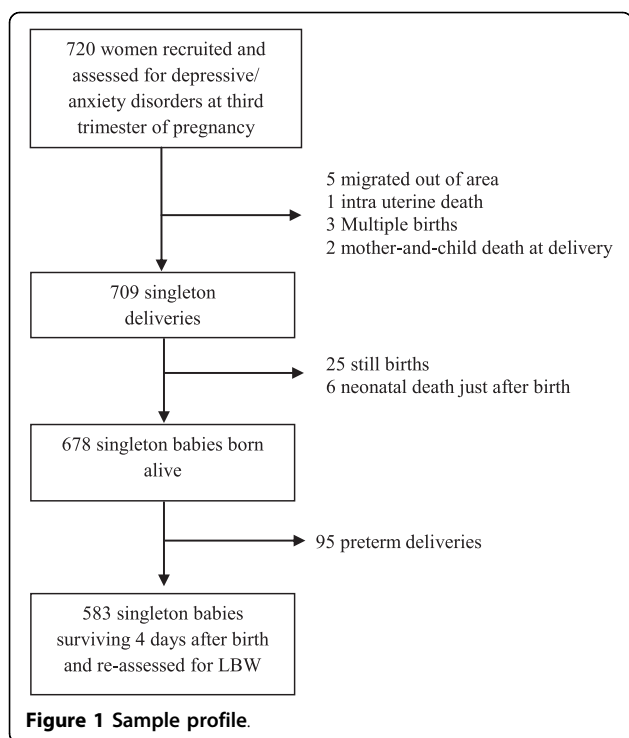 720 women recruited and
assessed for depressive/
anxiety disorders at third
trimester of pregnancy
5 migrated out of area
1 intra uterine death
3 Multiple births
2 mother-and-child death at delivery
709 singleton
deliveries
25 still births
6 neonatal death just after birth
678 singleton babies born
alive
95 preterm deliveries
583 singleton babies
surviving 4 days after birth
and re-assessed for LBW
Figure 1 Sample profile.